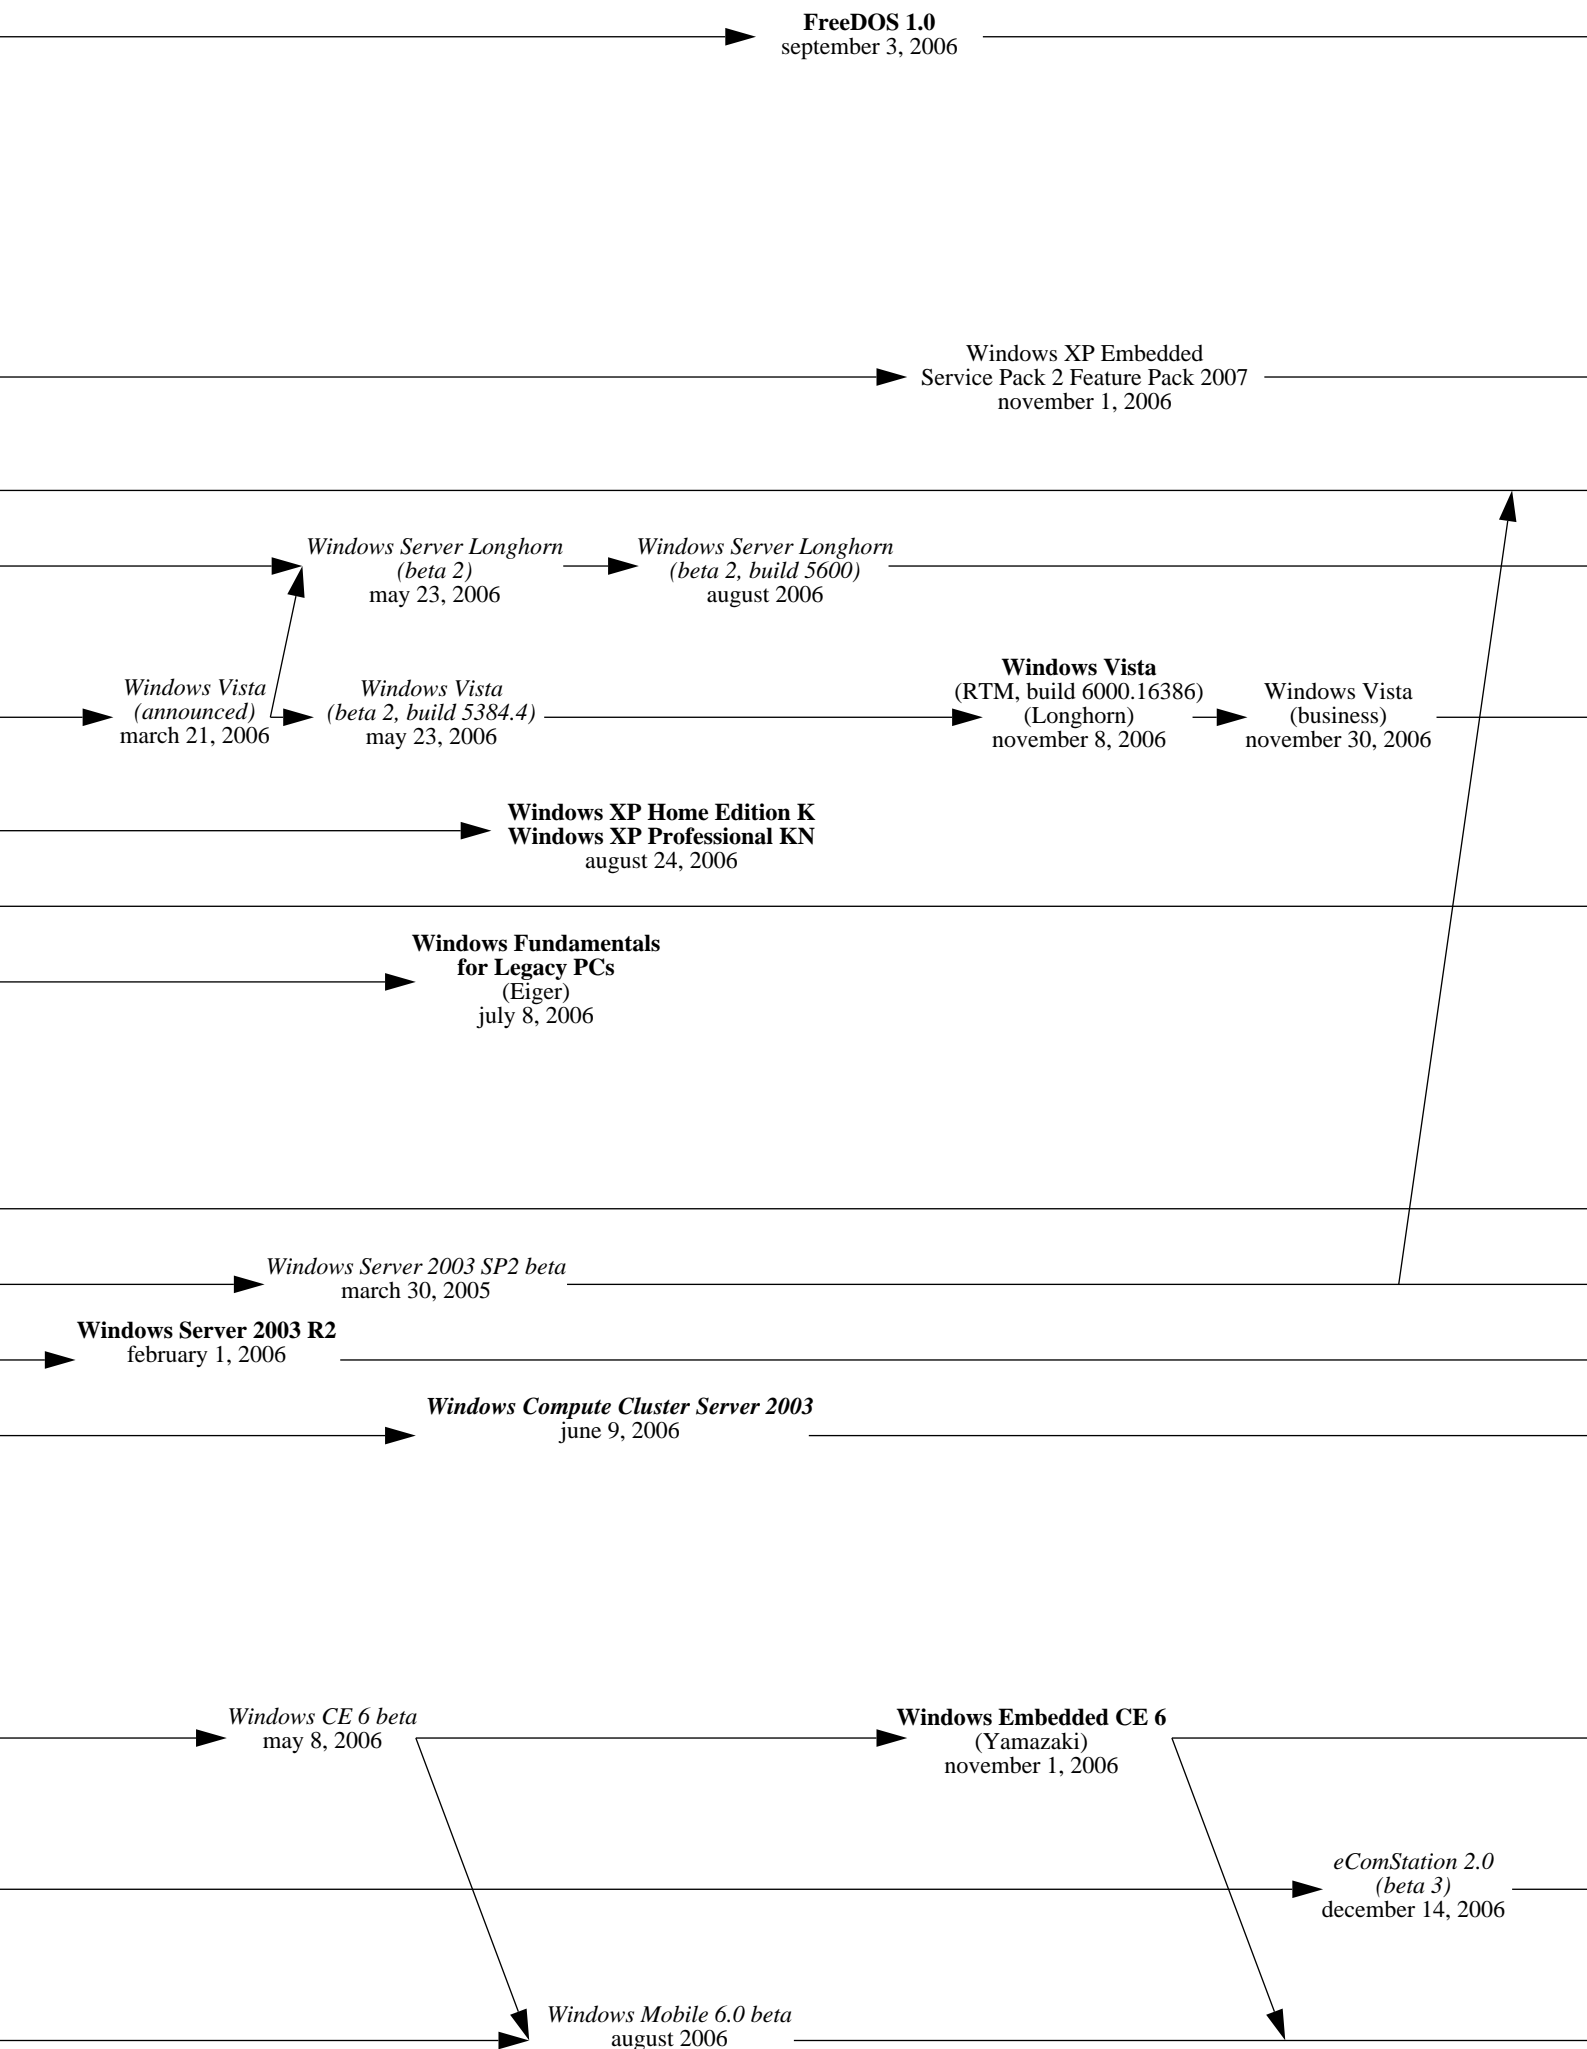 FreeDOS 1.0
september 3, 2006
Windows XP Embedded
Service Pack 2 Feature Pack 2007
november 1, 2006
Windows Server Longhorn
(beta 2)
may 23, 2006
Windows Server Longhorn
(beta 2, build 5600)
august 2006
Windows Vista
(announced)
march 21, 2006
Windows Vista
(beta 2, build 5384.4)
may 23, 2006
Windows Vista
(RTM, build 6000.16386)
(Longhorn)
november 8, 2006
Windows Vista
(business)
november 30, 2006
Windows XP Home Edition K
Windows XP Professional KN
august 24, 2006
Windows Fundamentals
for Legacy PCs
(Eiger)
july 8, 2006
Windows Server 2003 SP2 beta
march 30, 2005
Windows Server 2003 R2
february 1, 2006
Windows Compute Cluster Server 2003
june 9, 2006
Windows CE 6 beta
may 8, 2006
Windows Embedded CE 6
(Yamazaki)
november 1, 2006
eComStation 2.0
(beta 3)
december 14, 2006
Windows Mobile 6.0 beta
august 2006